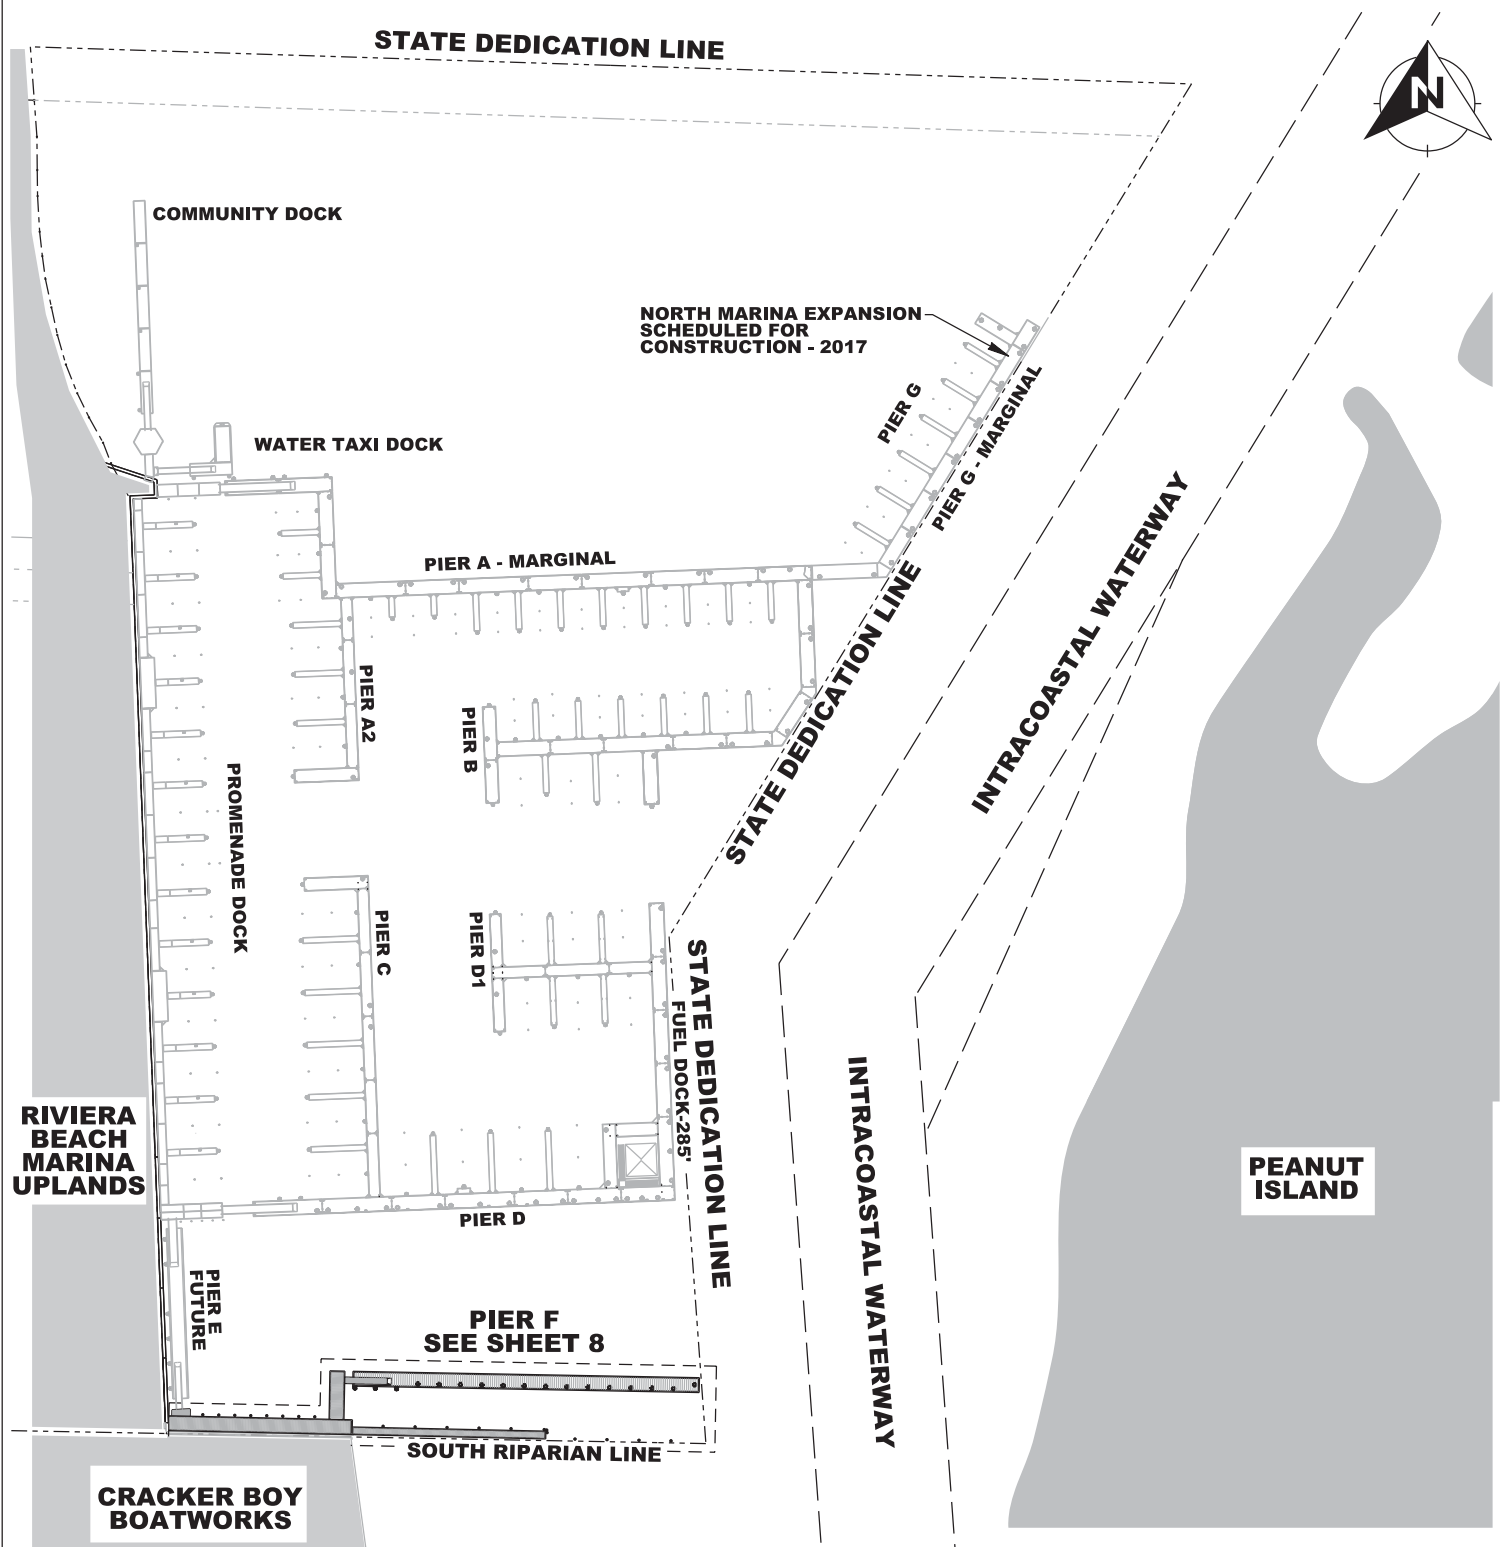 STATE DEDICATION LINE
N
COMMUNITY DOCK
NORTH MARINA EXPANSION
SCHEDULED FOR
CONSTRUCTION - 2017
PIER G
PIER G - MARGINAL
WATER TAXI DOCK
PIER A - MARGINAL
STATE DEDICATION LINE
INTRACOASTAL WATERWAY
PIER A2
PIER B
PROMENADE DOCK
PIER C
PIER D1
FUEL DOCK-285'
STATE DEDICATION LINE
INTRACOASTAL WATERWAY
RIVIERA
BEACH
MARINA
UPLANDS
PEANUT
ISLAND
PIER D
PIER E
FUTURE
PIER F
SEE SHEET 8
SOUTH RIPARIAN LINE
CRACKER BOY
BOATWORKS